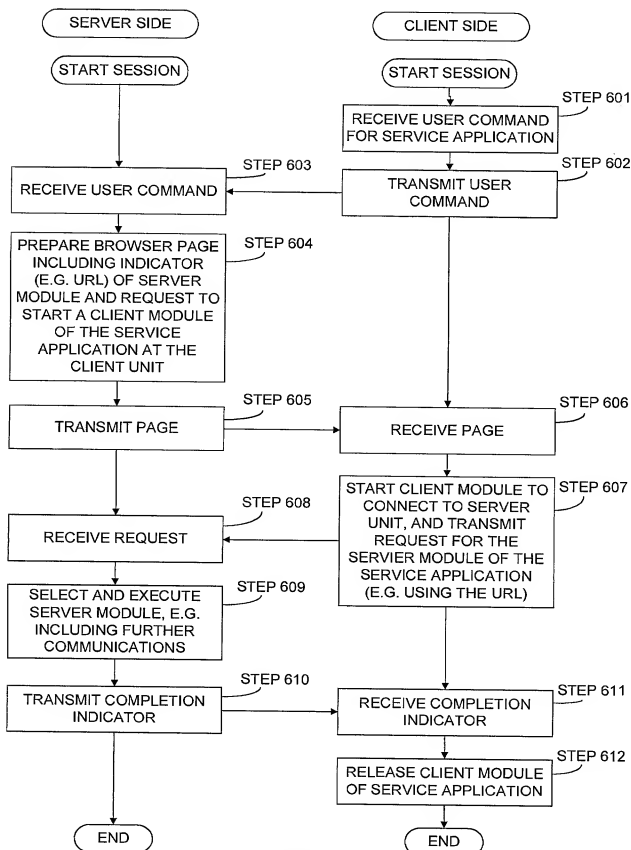 SERVER SIDE
CLIENT SIDE
START SESSION
START SESSION
STEP 601
RECEIVE USER COMMAND
FOR SERVICE APPLICATION
STEP 602
TRANSMIT USER
COMMAND
STEP 603
RECEIVE USER COMMAND
STEP 604
PREPARE BROWSER PAGE
INCLUDING INDICATOR
(E.G. URL) OF SERVER
MODULE AND REQUEST TO
START A CLIENT MODULE
OF THE SERVICE
APPLICATION AT THE
CLIENT UNIT
STEP 605
TRANSMIT PAGE
STEP 606
RECEIVE PAGE
STEP 607
START CLIENT MODULE TO
CONNECT TO SERVER
UNIT, AND TRANSMIT
REQUEST FOR THE
SERVIER MODULE OF THE
SERVICE APPLICATION
(E.G. USING THE URL)
STEP 608
RECEIVE REQUEST
STEP 609
SELECT AND EXECUTE
SERVER MODULE, E.G.
INCLUDING FURTHER
COMMUNICATIONS
STEP 610
TRANSMIT COMPLETION
INDICATOR
STEP 611
RECEIVE COMPLETION
INDICATOR
STEP 612
RELEASE CLIENT MODULE
OF SERVICE APPLICATION
END
END